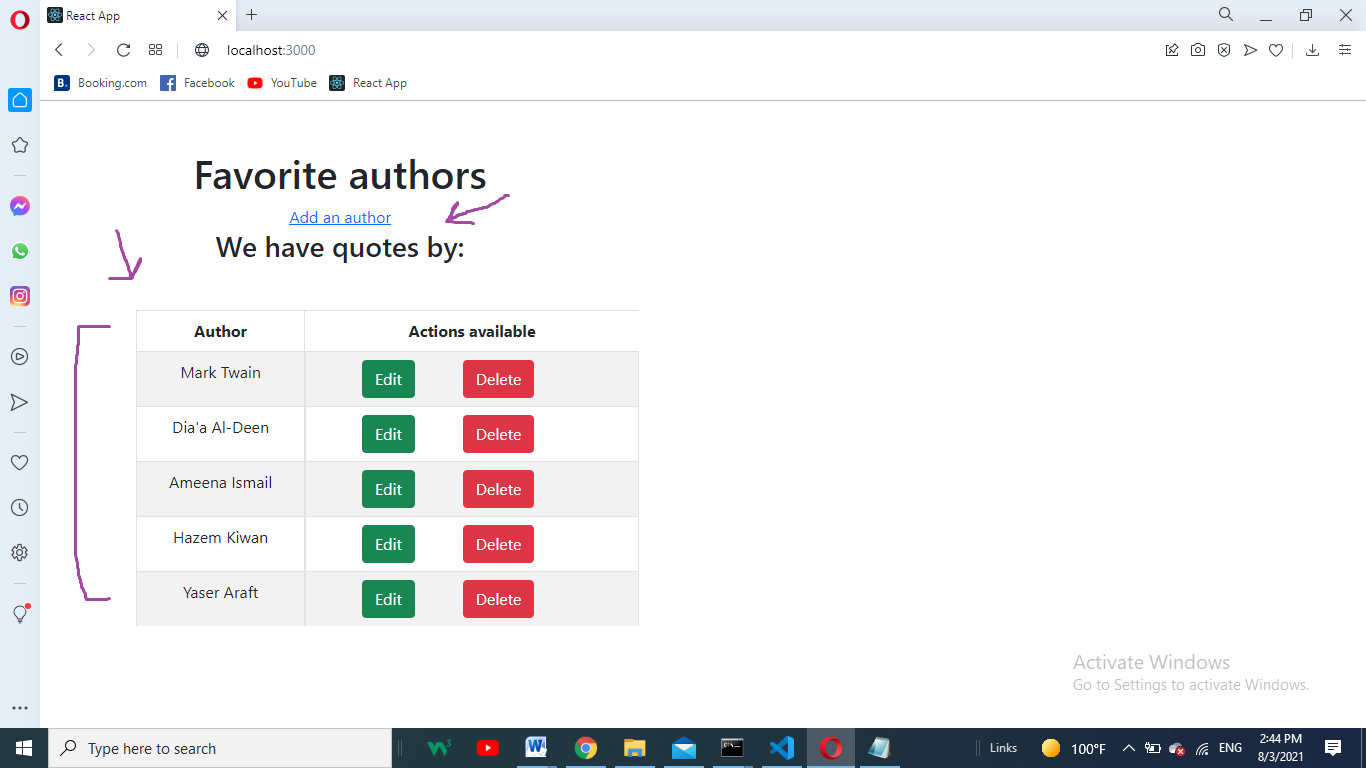 React App
localhost:3000
B. Booking.com Facebook YouTube React App
Favorite authors
Add an author
We have quotes by:
Author Actions available
Mark Twain Edit Delete
Dia'a Al-Deen Edit Delete
Ameena Ismail Edit Delete
Hazem Kiwan Edit Delete
Yaser Araft Edit Delete
Activate Windows
Go to Settings to activate Windows.
Type here to search Links 100°F ENG 2:44 PM
8/3/2021